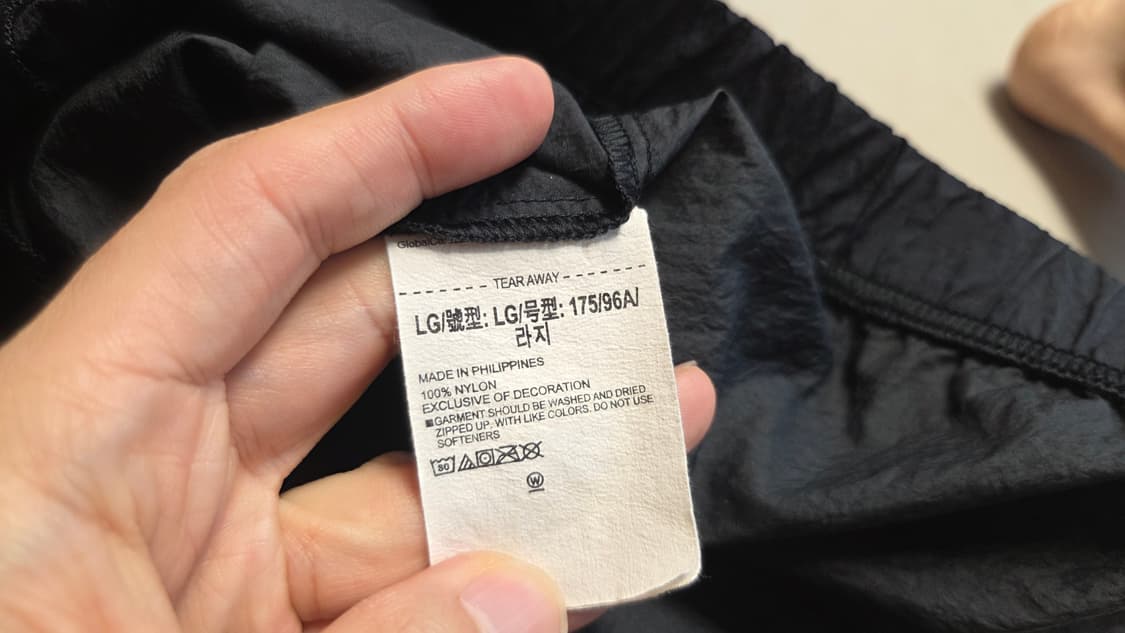 TEAR AWAY
LG/號型: LG/号型: 175/96A/
라지
MADE IN PHILIPPINES
100% NYLON
EXCLUSIVE OF DECORATION
■GARMENT SHOULD BE WASHED AND DRIED
ZIPPED UP, WITH LIKE COLORS. DO NOT USE
SOFTENERS
80
W